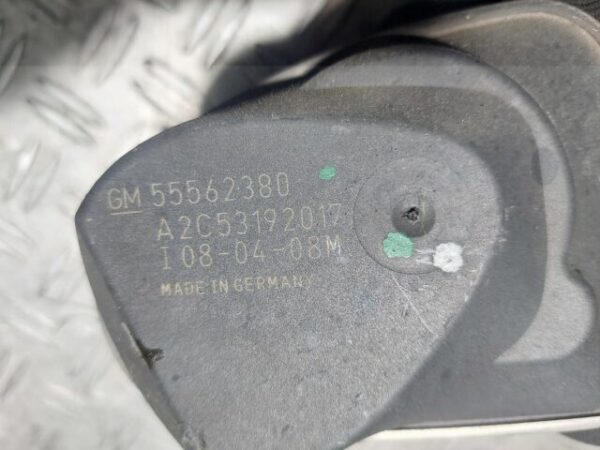 GM 55562380
A2C53192017
I 08-04-08M
MADE IN GERMANY